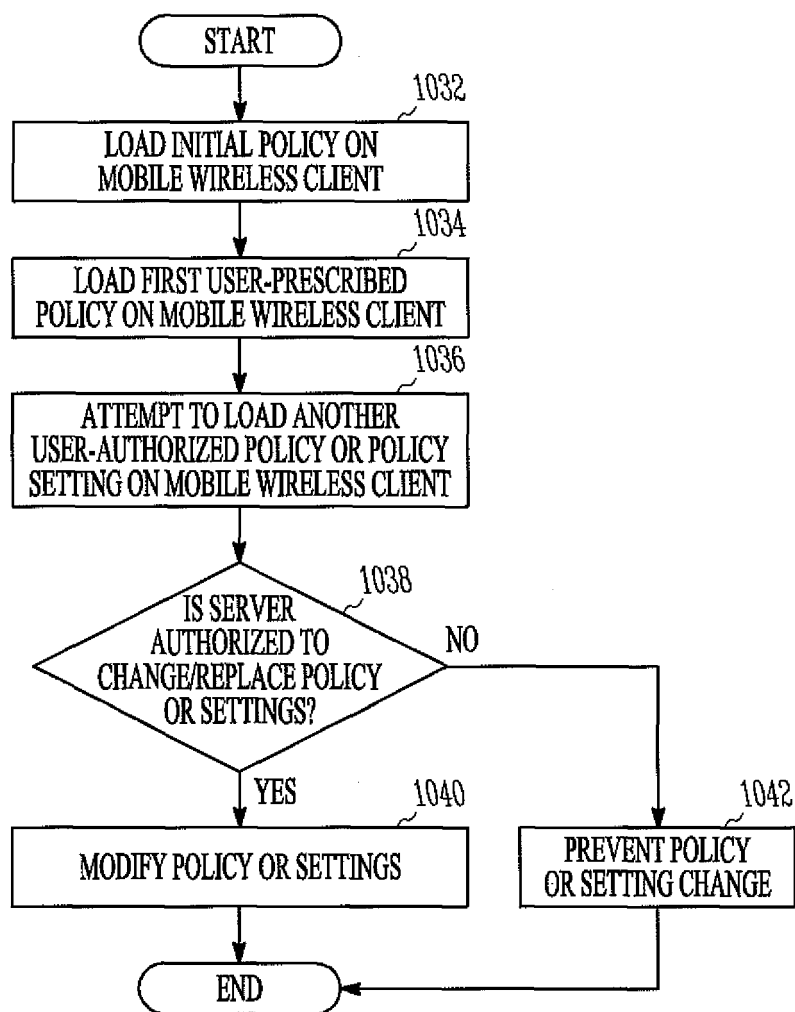 START
1032
LOAD INITIAL POLICY ON
MOBILE WIRELESS CLIENT
1034
LOAD FIRST USER-PRESCRIBED
POLICY ON MOBILE WIRELESS CLIENT
1036
ATTEMPT TO LOAD ANOTHER
USER-AUTHORIZED POLICY OR POLICY
SETTING ON MOBILE WIRELESS CLIENT
1038
IS SERVER
AUTHORIZED TO
CHANGE/REPLACE POLICY
OR SETTINGS?
NO
YES
1040
MODIFY POLICY OR SETTINGS
1042
PREVENT POLICY
OR SETTING CHANGE
END